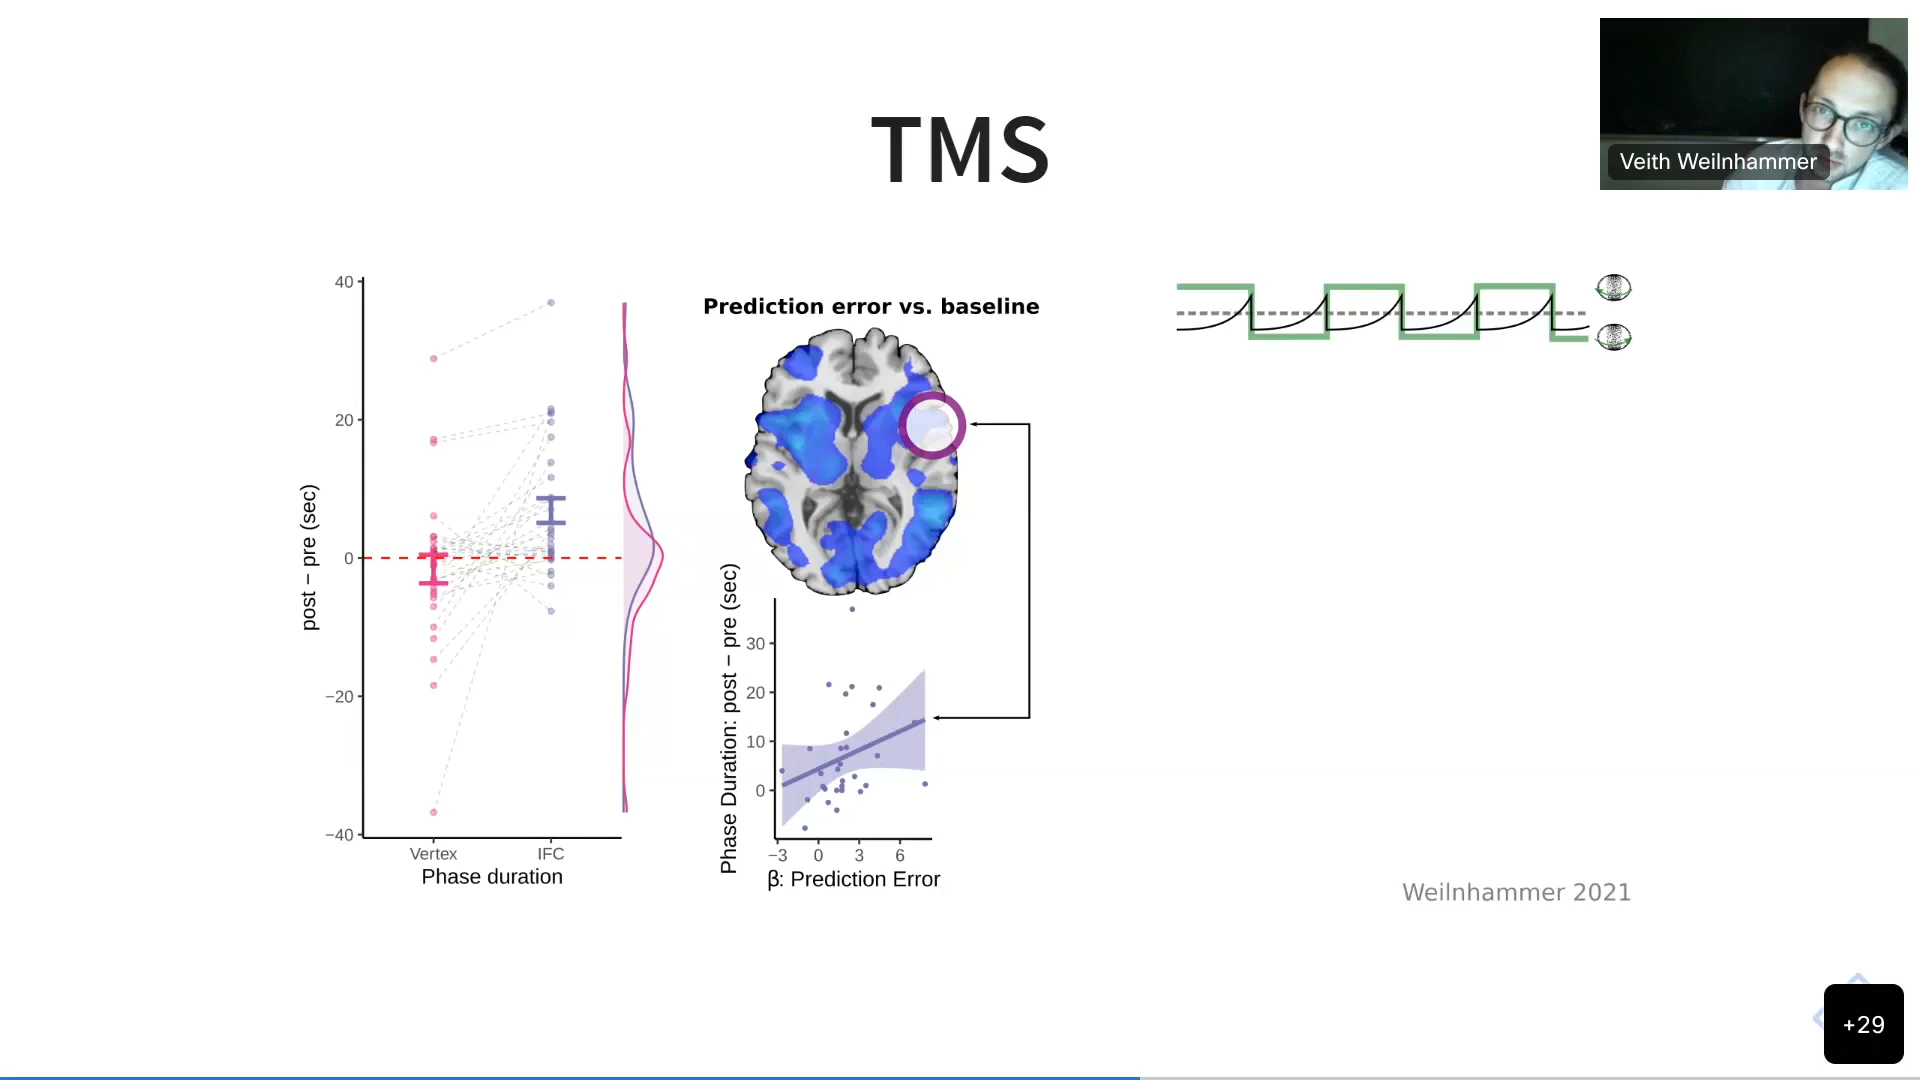 TMS
Veith Weilnhammer
40
20
0
−20
−40
post − pre (sec)
Vertex
IFC
Phase duration
Prediction error vs. baseline
Phase Duration: post − pre (sec)
30
20
10
0
−3
0
3
6
β: Prediction Error
Weilnhammer 2021
+29